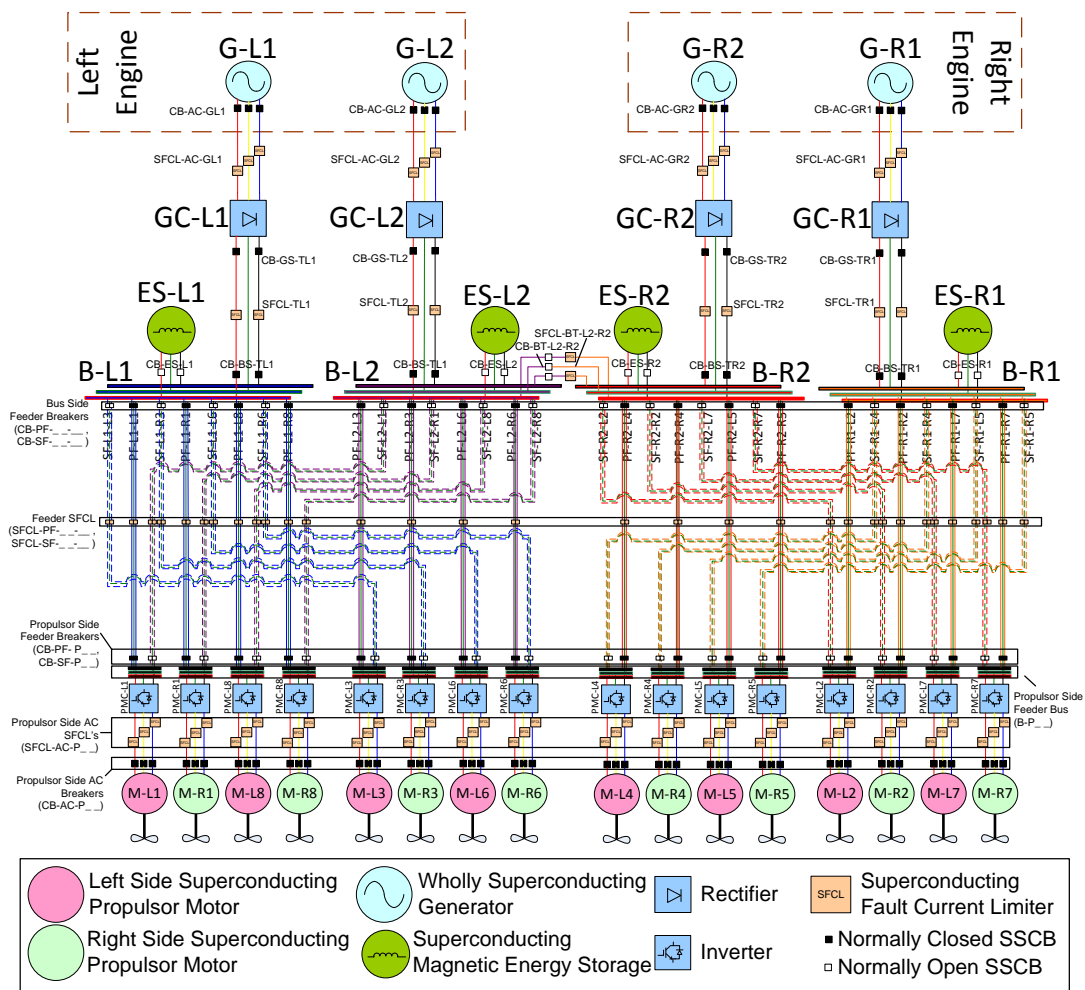 Left
Engine
G-L1
G-L2
G-R2
G-R1
Right
Engine
CB-AC-GL1
CB-AC-GL2
CB-AC-GR2
CB-AC-GR1
SFCL-AC-GL1
SFCL-AC-GL2
SFCL-AC-GR2
SFCL-AC-GR1
GC-L1
GC-L2
GC-R2
GC-R1
CB-GS-TL1
CB-GS-TL2
CB-GS-TR2
CB-GS-TR1
ES-L1
ES-L2
ES-R2
ES-R1
SFCL-TL1
SFCL-TL2
SFCL-TR2
SFCL-TR1
SFCL-BT-L2-R2
CB-BT-L2-R2
CB-ES-L1
CB-BS-TL1
CB-BS-TL1
CB-ES-L2
CB-ES-R2
CB-BS-TR2
CB-BS-TR1
CB-ES-R1
B-L1
B-L2
B-R2
B-R1
Bus Side
Feeder Breakers
(CB-PF-_ _-_ _ ,
CB-SF-_ _-_ _ )
SF-L1-L3
PF-L1-L1
SF-L1-R3
PF-L1-R1
SF-L1-L6
PF-L1-L8
SF-L1-R6
PF-L1-R8
PF-L2-L3
SF-L2-L1
PF-L2-R3
SF-L2-R1
PF-L2-L6
SF-L2-L8
PF-L2-R6
SF-L2-R8
SF-R2-L2
PF-R2-L4
SF-R2-R2
PF-R2-R4
SF-R2-L7
PF-R2-L5
SF-R2-R7
PF-R2-R5
PF-R1-L2
SF-R1-L4
PF-R1-R2
SF-R1-R4
PF-R1-L7
SF-R1-L5
PF-R1-R7
SF-R1-R5
Feeder SFCL
(SFCL-PF-_ _-_ _ ,
SFCL-SF-_ _-_ _ )
Propulsor Side
Feeder Breakers
(CB-PF- P_ _,
CB-SF-P_ _)
PMC-L1
PMC-R1
PMC-L8
PMC-R8
PMC-L3
PMC-R3
PMC-L6
PMC-R6
PMC-L4
PMC-R4
PMC-L5
PMC-R5
PMC-L2
PMC-R2
PMC-L7
PMC-R7
Propulsor Side
Feeder Bus
(B-P_ _)
Propulsor Side AC
SFCL's
(SFCL-AC-P_ _)
Propulsor Side AC
Breakers
(CB-AC-P_ _)
M-L1
M-R1
M-L8
M-R8
M-L3
M-R3
M-L6
M-R6
M-L4
M-R4
M-L5
M-R5
M-L2
M-R2
M-L7
M-R7
Left Side Superconducting
Propulsor Motor
Wholly Superconducting
Generator
Rectifier
SFCL
Superconducting
Fault Current Limiter
Right Side Superconducting
Propulsor Motor
Superconducting
Magnetic Energy Storage
Inverter
Normally Closed SSCB
Normally Open SSCB